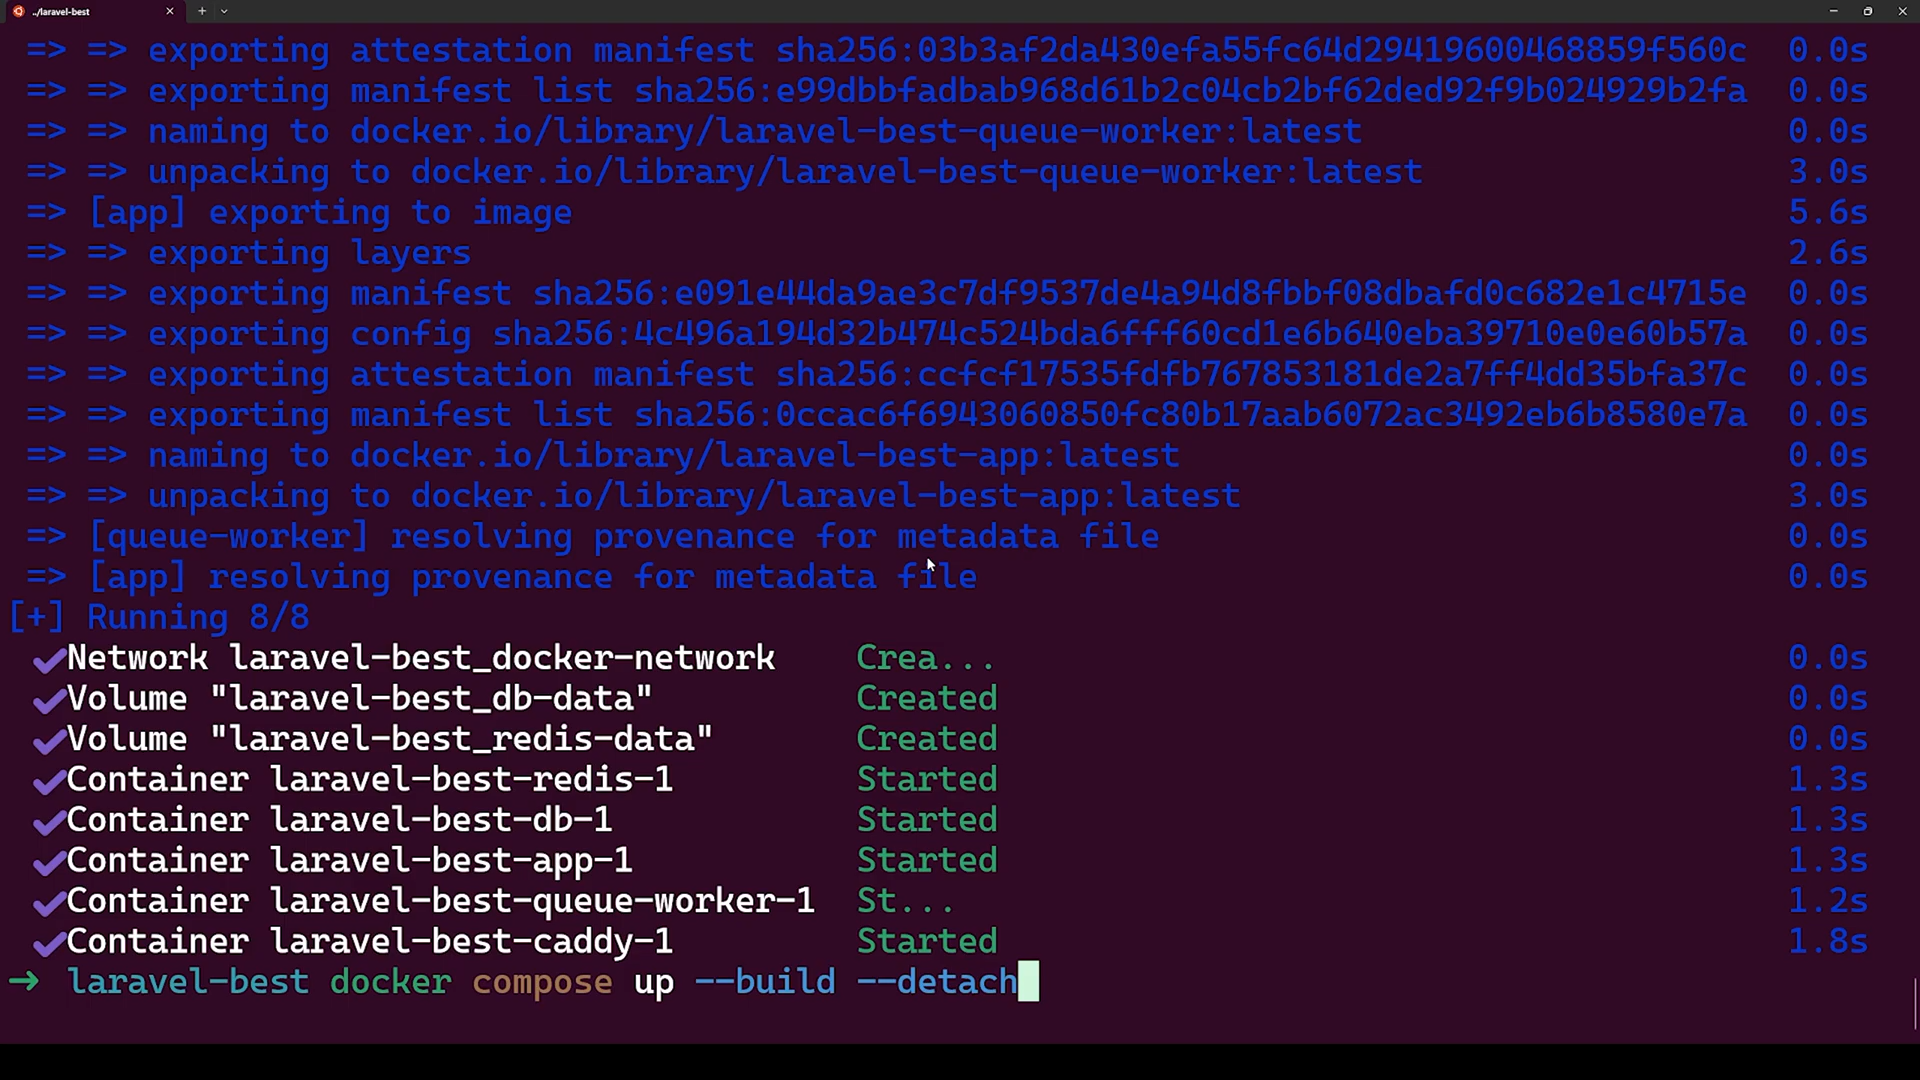 ../laravel-best
=> => exporting attestation manifest sha256:03b3af2da430efa55fc64d29419600468859f560c 0.0s
=> => exporting manifest list sha256:e99dbbfadbab968d61b2c04cb2bf62ded92f9b024929b2fa 0.0s
=> => naming to docker.io/library/laravel-best-queue-worker:latest 0.0s
=> => unpacking to docker.io/library/laravel-best-queue-worker:latest 3.0s
=> [app] exporting to image 5.6s
=> => exporting layers 2.6s
=> => exporting manifest sha256:e091e44da9ae3c7df9537de4a94d8fbbf08dbafd0c682e1c4715e 0.0s
=> => exporting config sha256:4c496a194d32b474c524bda6fff60cd1e6b640eba39710e0e60b57a 0.0s
=> => exporting attestation manifest sha256:ccfcf17535fdfb767853181de2a7ff4dd35bfa37c 0.0s
=> => exporting manifest list sha256:0ccac6f6943060850fc80b17aab6072ac3492eb6b8580e7a 0.0s
=> => naming to docker.io/library/laravel-best-app:latest 0.0s
=> => unpacking to docker.io/library/laravel-best-app:latest 3.0s
=> [queue-worker] resolving provenance for metadata file 0.0s
=> [app] resolving provenance for metadata file 0.0s
[+] Running 8/8
✔Network laravel-best_docker-network Crea... 0.0s
✔Volume "laravel-best_db-data" Created 0.0s
✔Volume "laravel-best_redis-data" Created 0.0s
✔Container laravel-best-redis-1 Started 1.3s
✔Container laravel-best-db-1 Started 1.3s
✔Container laravel-best-app-1 Started 1.3s
✔Container laravel-best-queue-worker-1 St... 1.2s
✔Container laravel-best-caddy-1 Started 1.8s
→ laravel-best docker compose up --build --detach